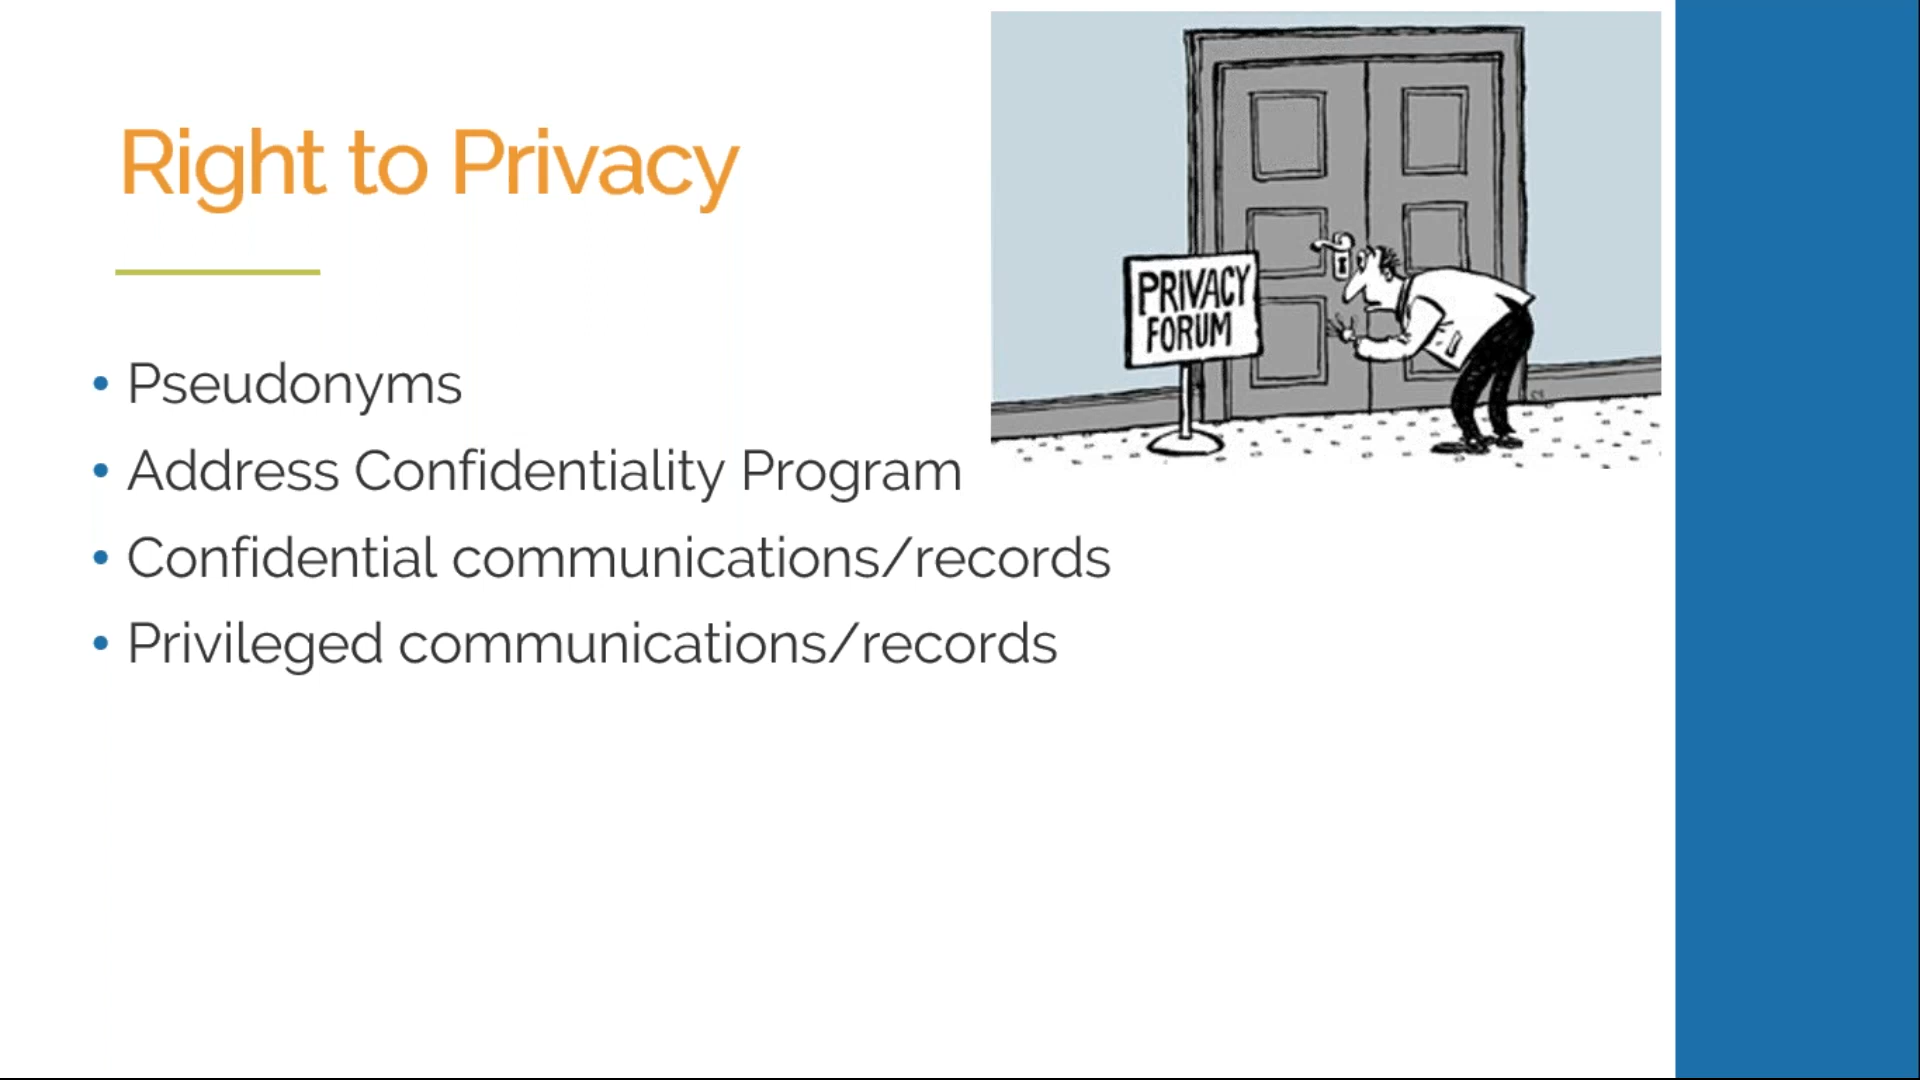 Right to Privacy
PRIVACY
FORUM
• Pseudonyms
• Address Confidentiality Program
• Confidential communications/records
• Privileged communications/records